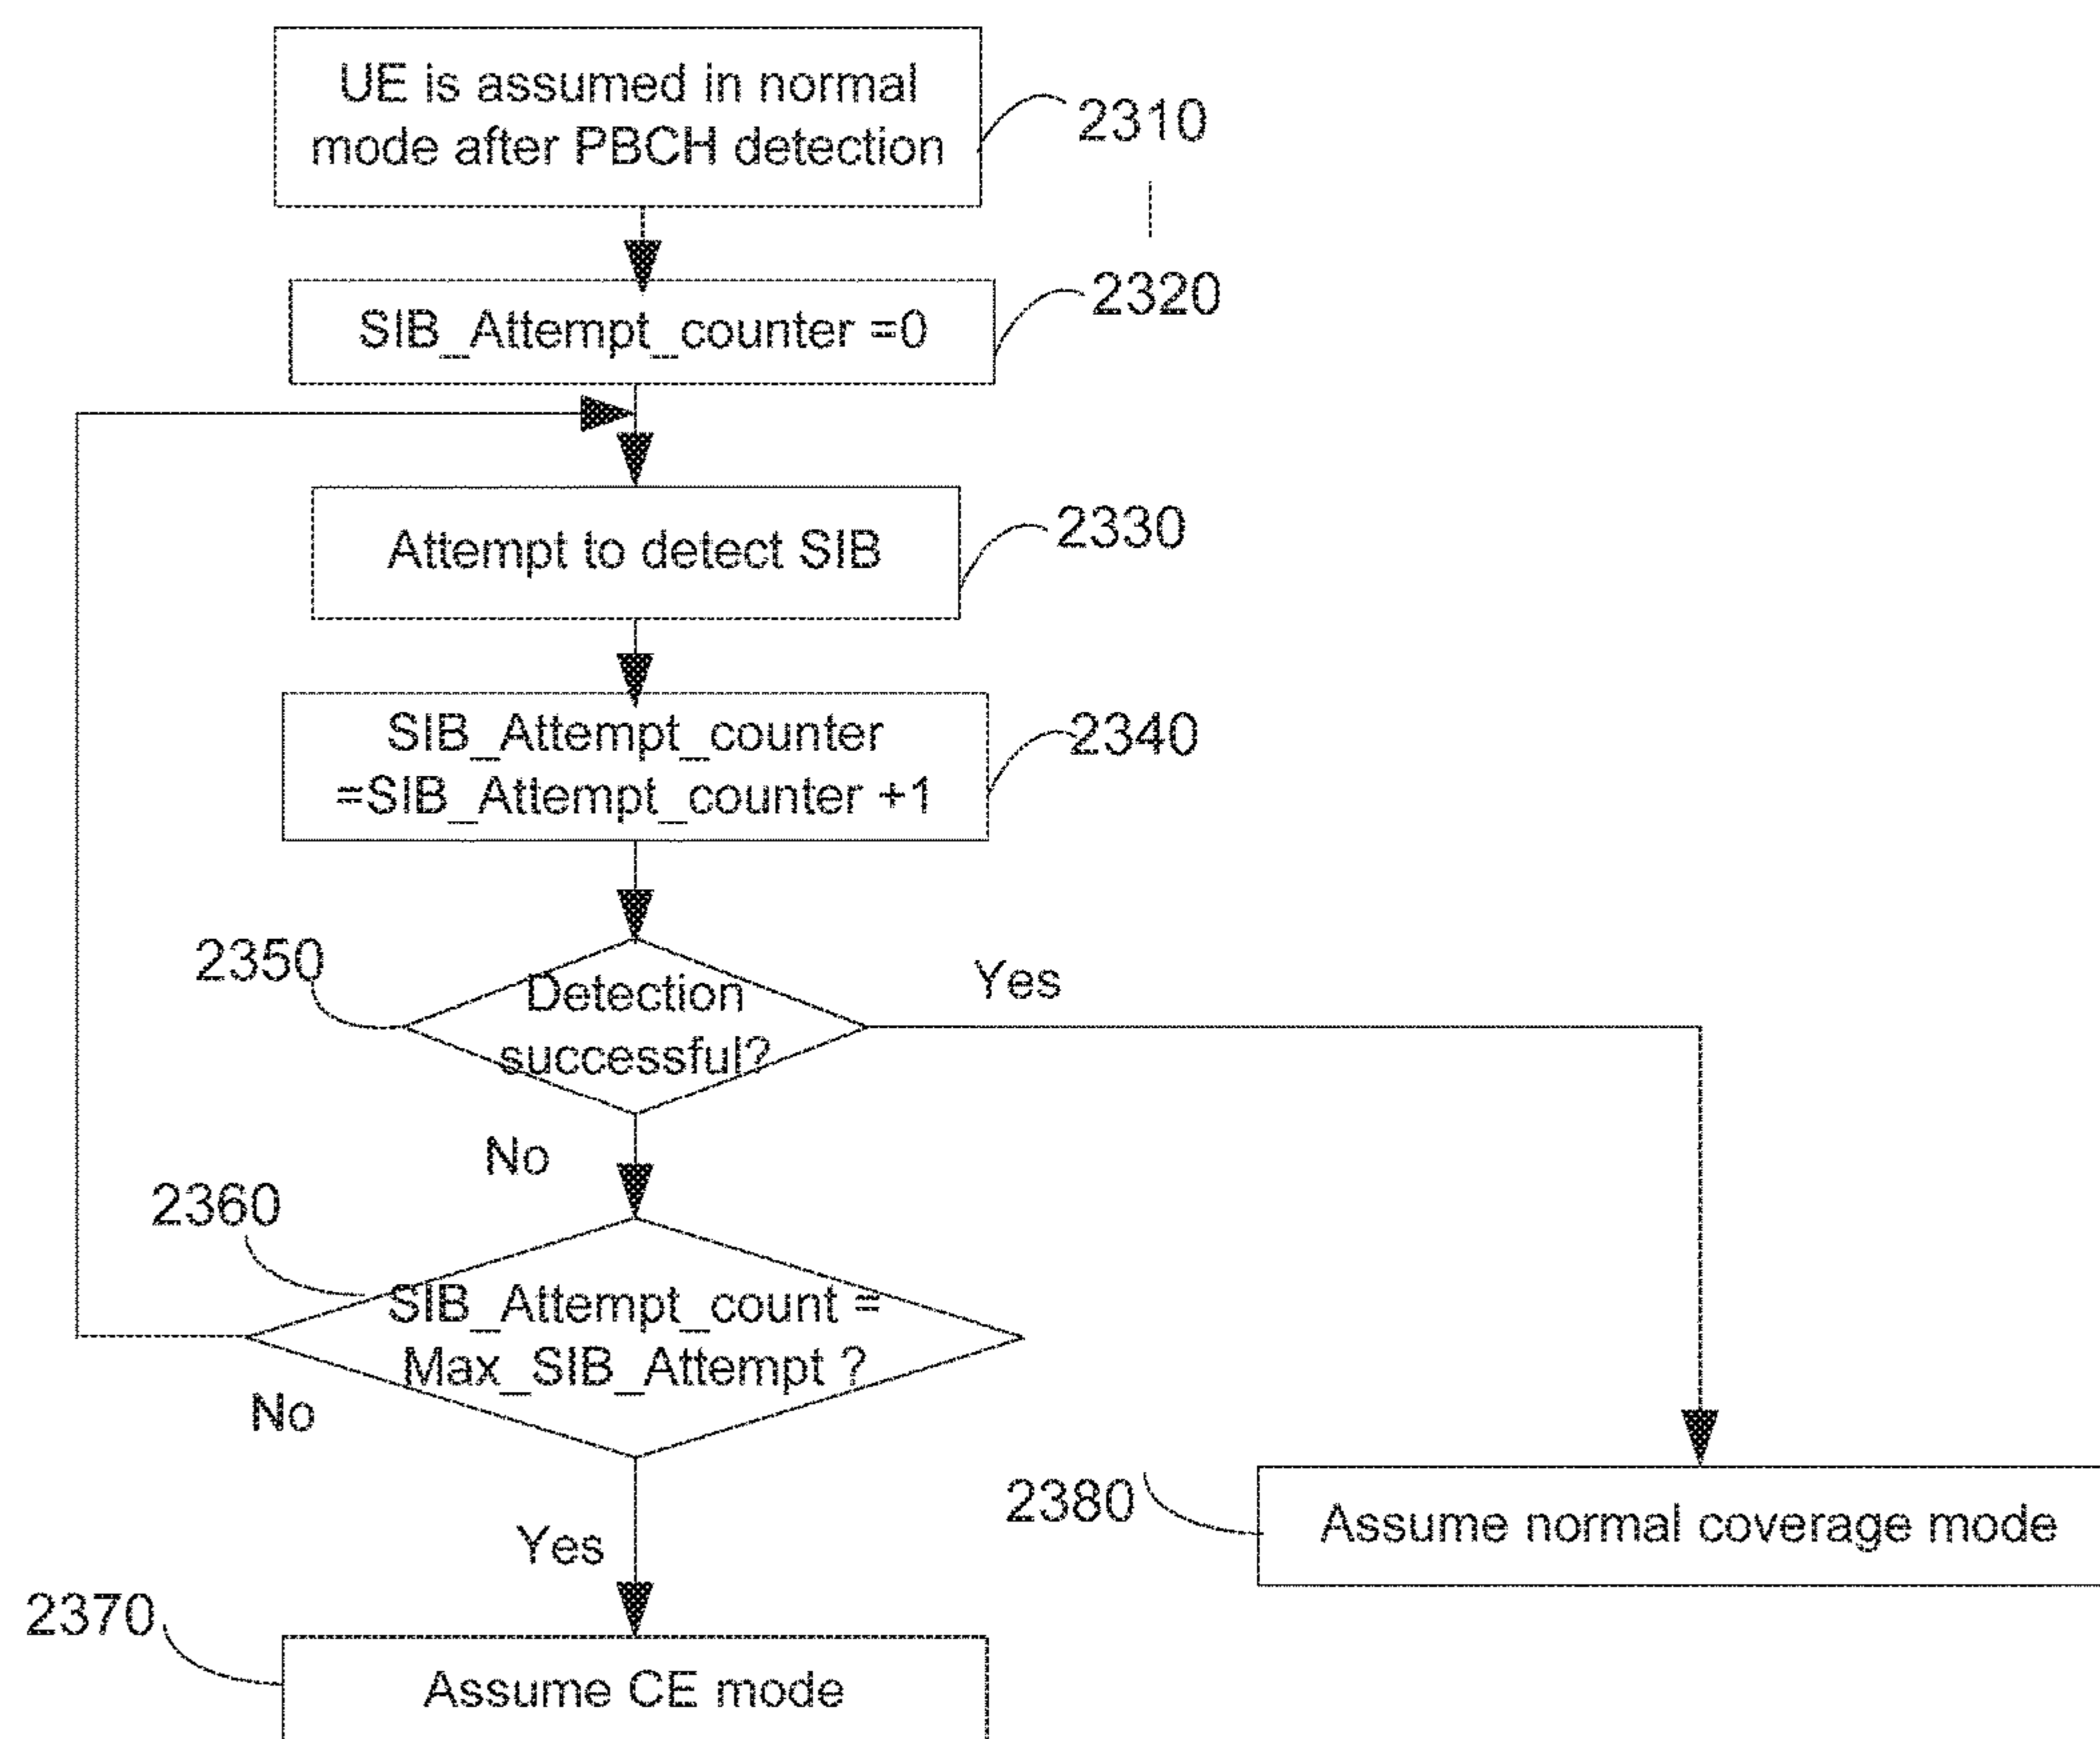 UE is assumed in normal
mode after PBCH detection
2310
2320
SIB_Attempt_counter =0
2330
Attempt to detect SIB
SIB_Attempt_counter
=SIB_Attempt_counter +1
2340
2350
Detection
successful?
Yes
No
2360
SIB_Attempt_count =
Max_SIB_Attempt ?
No
Yes
2380
Assume normal coverage mode
2370
Assume CE mode